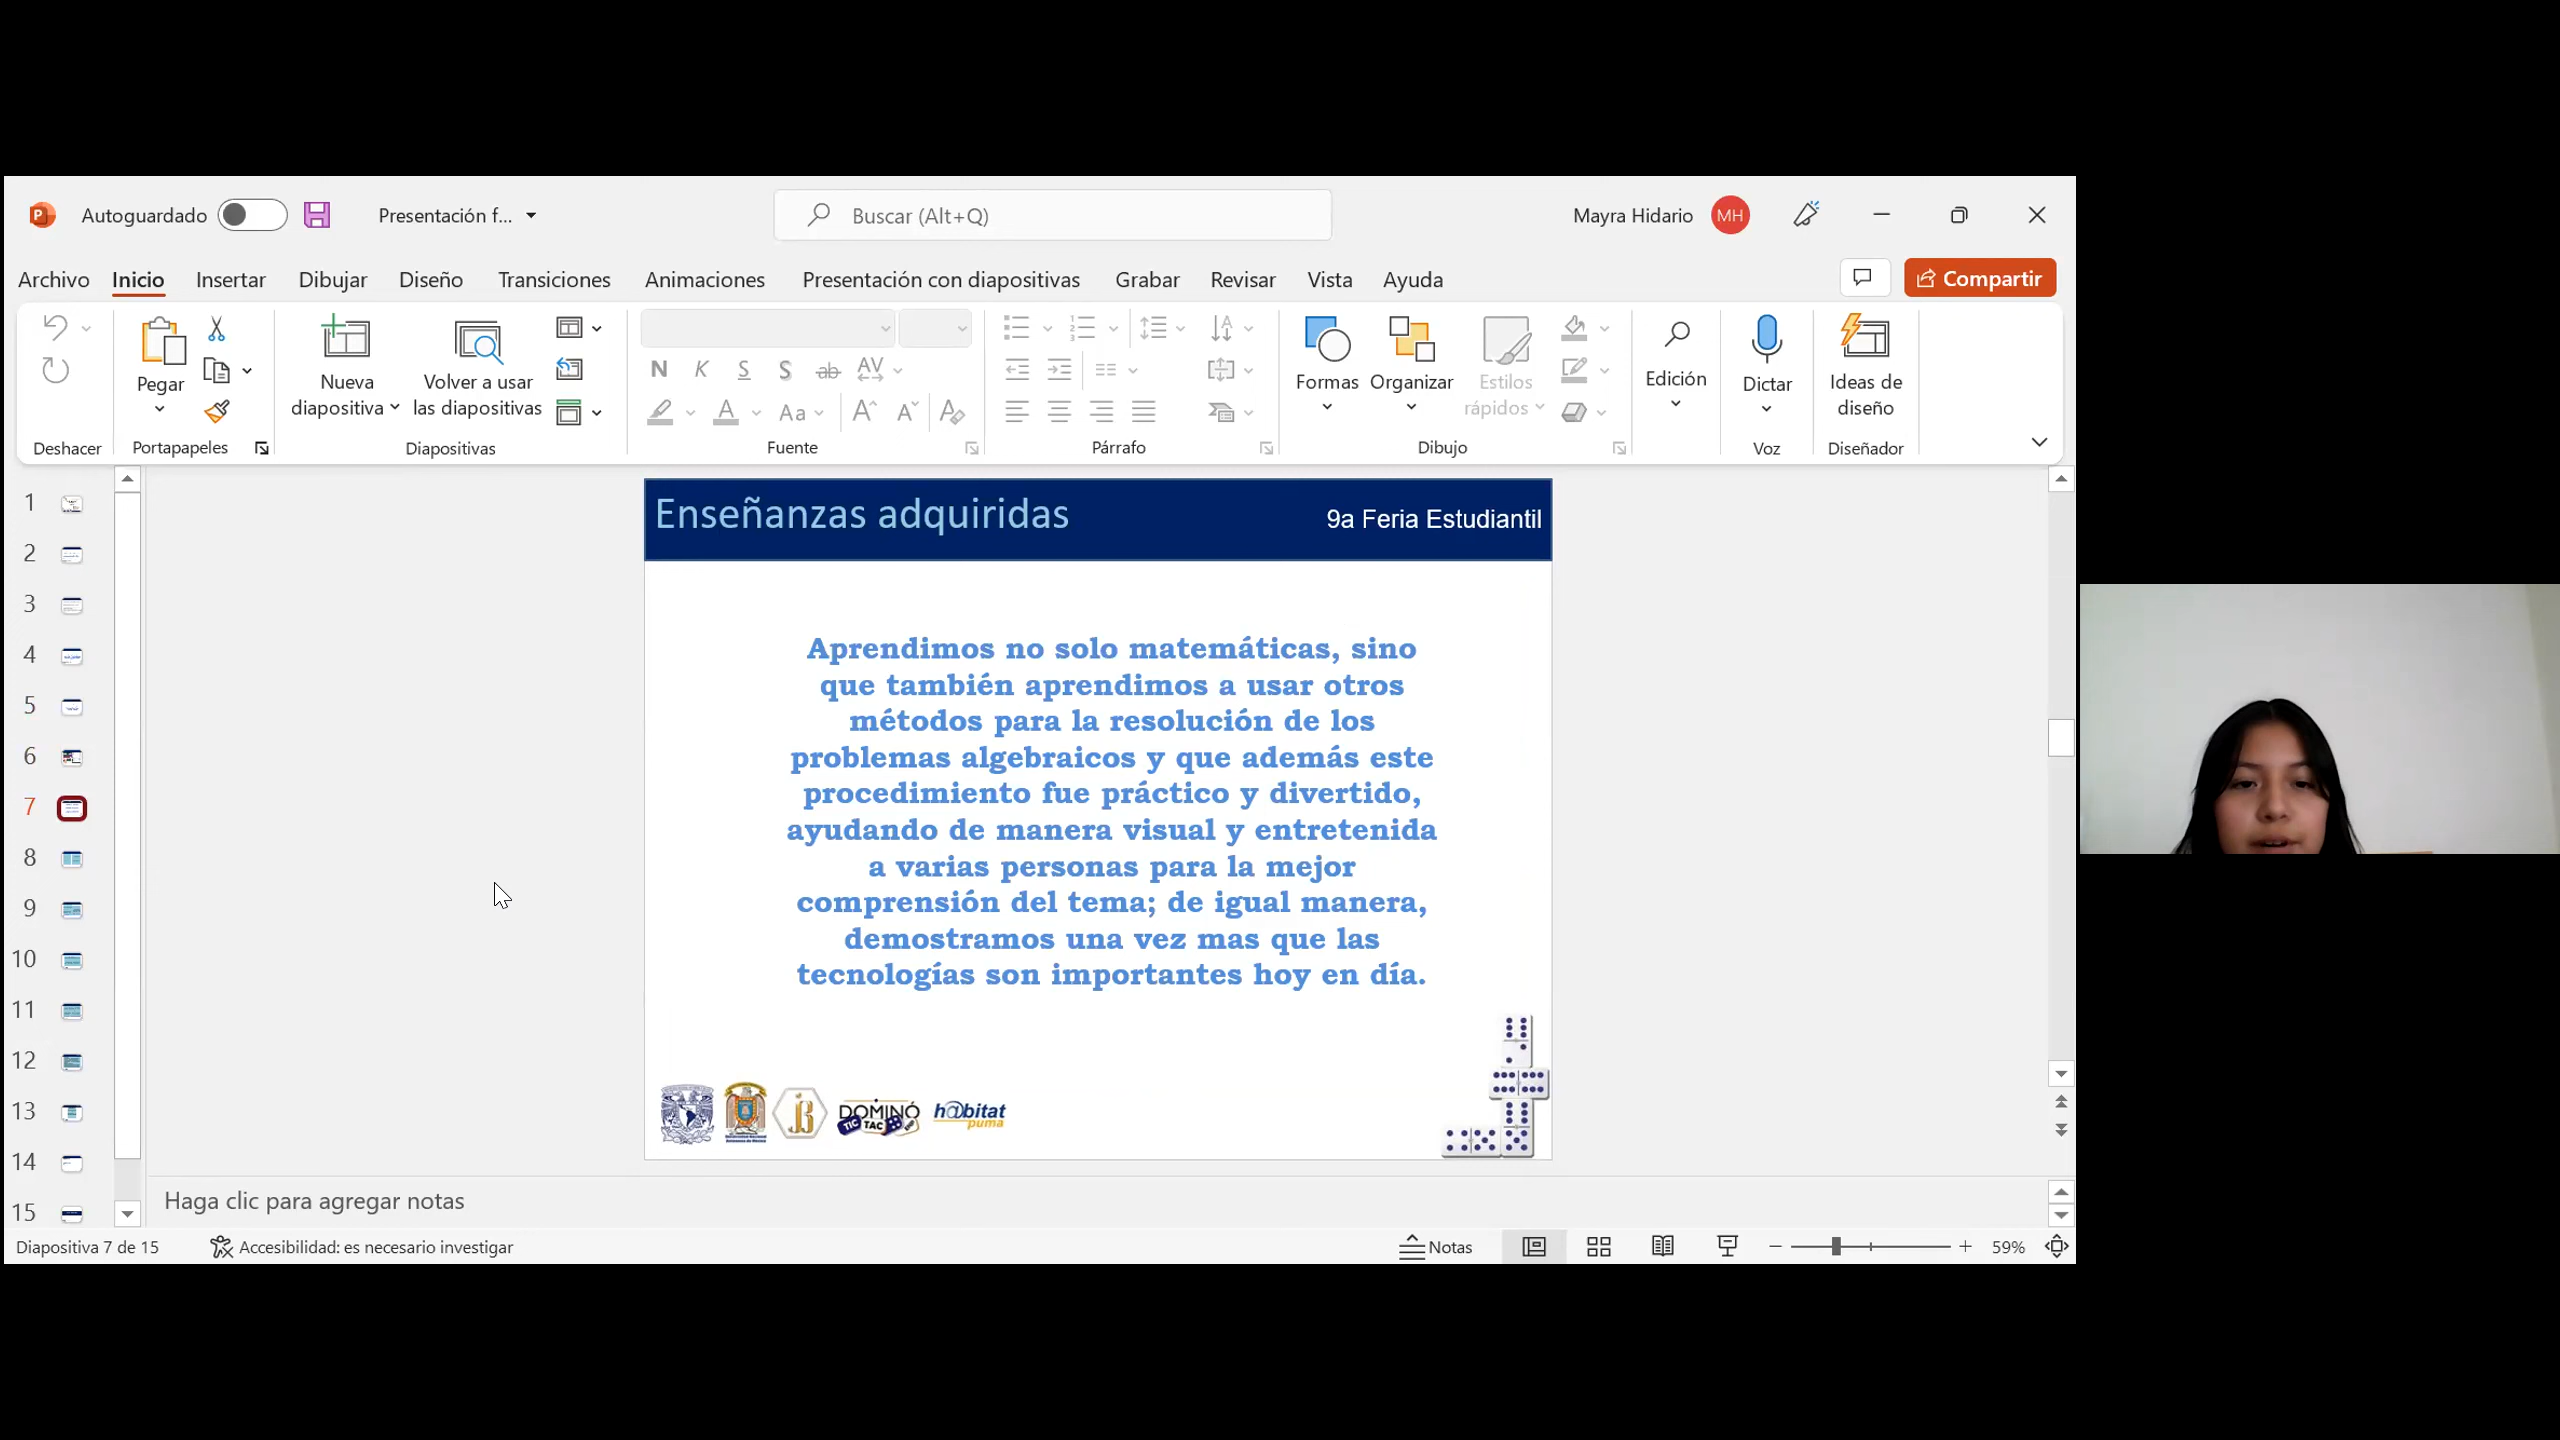 Autoguardado
Presentación f...
Buscar (Alt+Q)
Mayra Hidario
MH
Archivo
Inicio
Insertar
Dibujar
Diseño
Transiciones
Animaciones
Presentación con diapositivas
Grabar
Revisar
Vista
Ayuda
Compartir
Pegar
Nueva
diapositiva
Volver a usar
las diapositivas
N K S S ab AV
A Aa A A A
Formas
Organizar
Estilos
rápidos
Edición
Dictar
Ideas de
diseño
Deshacer
Portapapeles
Diapositivas
Fuente
Párrafo
Dibujo
Voz
Diseñador
1
2
3
4
5
6
7
8
9
10
11
12
13
14
15
Enseñanzas adquiridas
9a Feria Estudiantil
Aprendimos no solo matemáticas, sino
que también aprendimos a usar otros
métodos para la resolución de los
problemas algebraicos y que además este
procedimiento fue práctico y divertido,
ayudando de manera visual y entretenida
a varias personas para la mejor
comprensión del tema; de igual manera,
demostramos una vez mas que las
tecnologías son importantes hoy en día.
DOMINÓ
TIC
TAC
h@bitat
puma
Haga clic para agregar notas
Diapositiva 7 de 15
Accesibilidad: es necesario investigar
Notas
59%